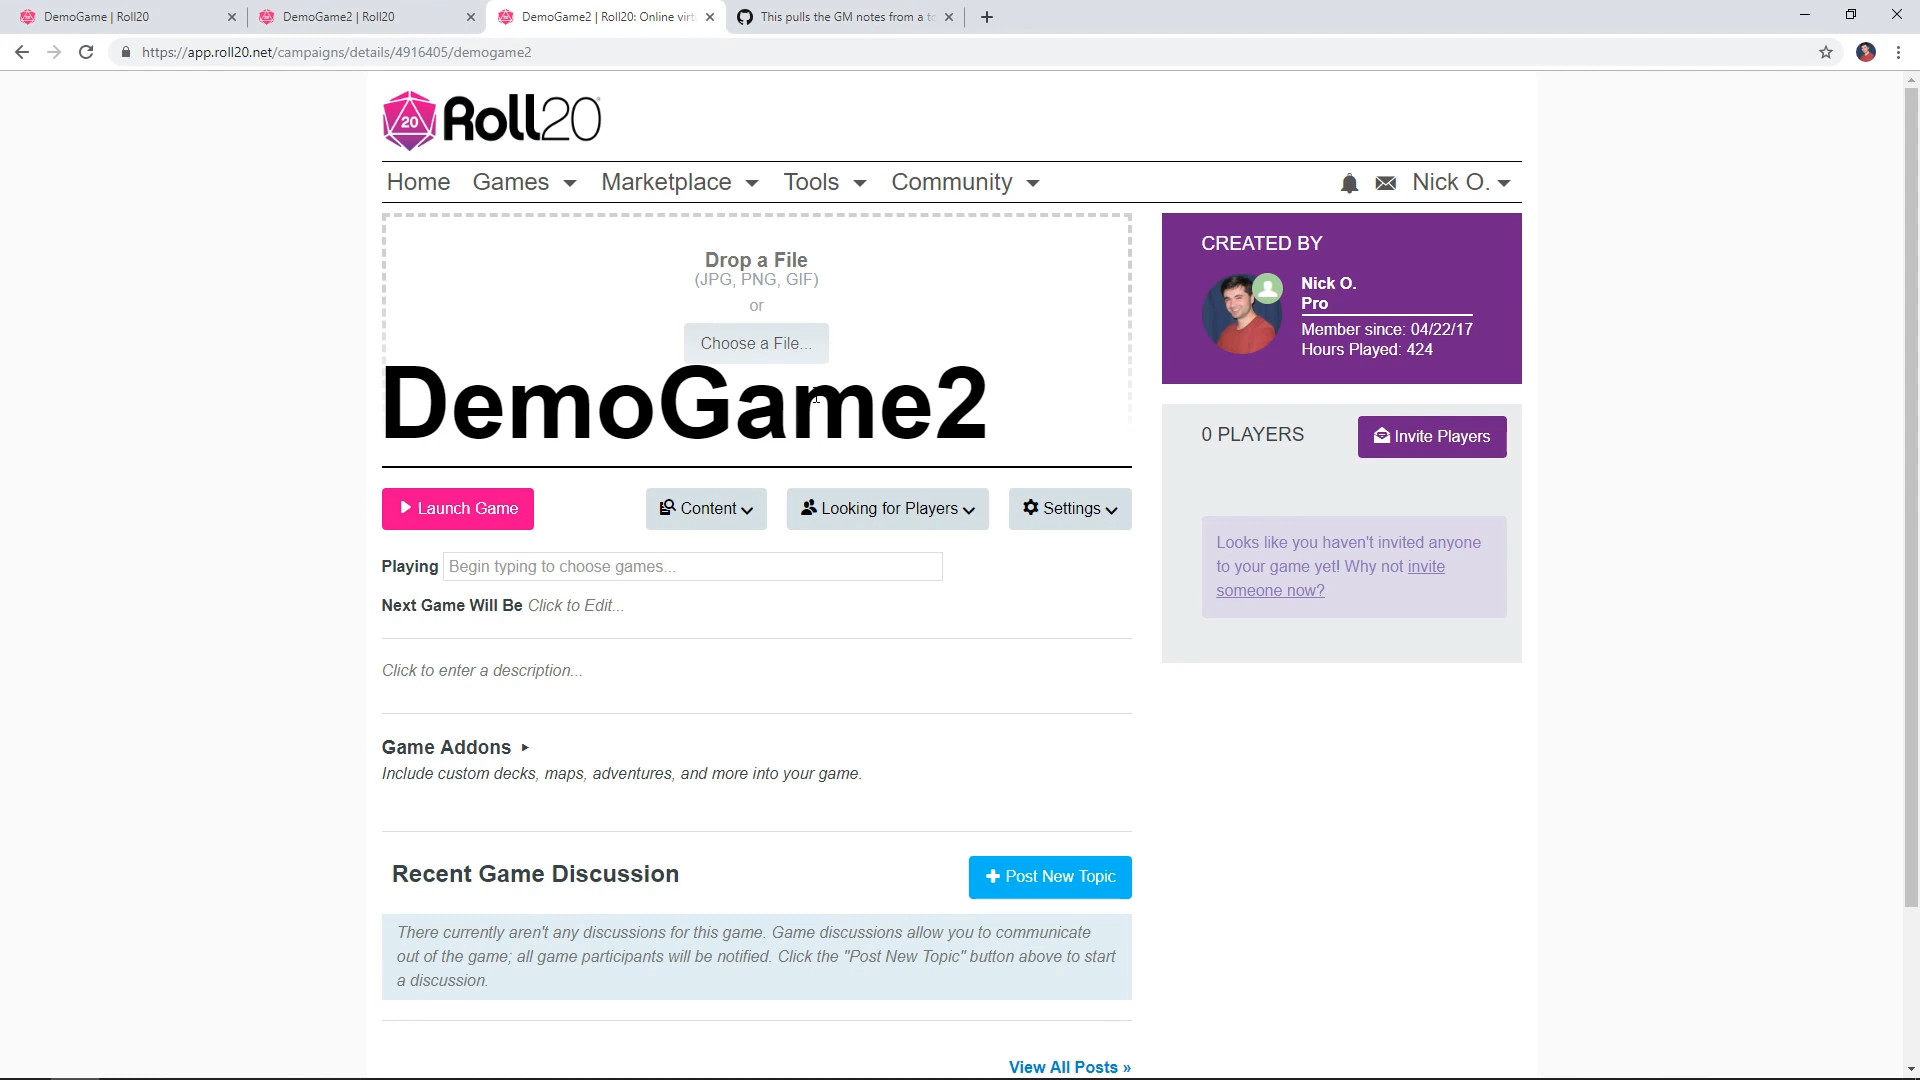 DemoGame | Roll20
DemoGame2 | Roll20
DemoGame2 | Roll20: Online virt
This pulls the GM notes from a to
https://app.roll20.net/campaigns/details/4916405/demogame2
20 Roll20
Home Games Marketplace Tools Community Nick O.
Drop a File
(JPG, PNG, GIF)
or
Choose a File...
DemoGame2
Launch Game Content Looking for Players Settings
Playing Begin typing to choose games...
Next Game Will Be Click to Edit...
Click to enter a description...
Game Addons
Include custom decks, maps, adventures, and more into your game.
Recent Game Discussion
Post New Topic
There currently aren't any discussions for this game. Game discussions allow you to communicate
out of the game; all game participants will be notified. Click the "Post New Topic" button above to start
a discussion.
View All Posts »
CREATED BY
Nick O.
Pro
Member since: 04/22/17
Hours Played: 424
0 PLAYERS
Invite Players
Looks like you haven't invited anyone
to your game yet! Why not invite
someone now?